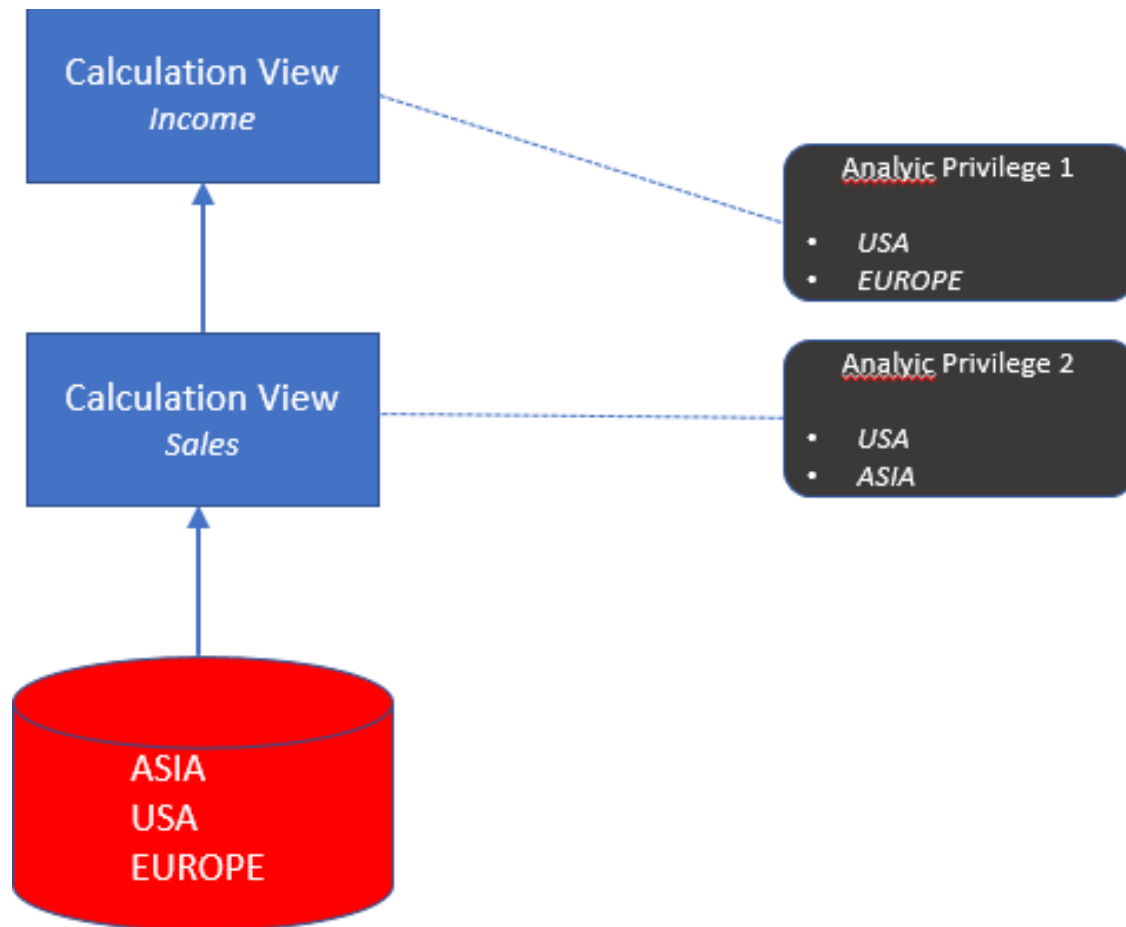 Calculation View
Income
Analyic Privilege 1
• USA
• EUROPE
Calculation View
Sales
Analyic Privilege 2
• USA
• ASIA
ASIA
USA
EUROPE